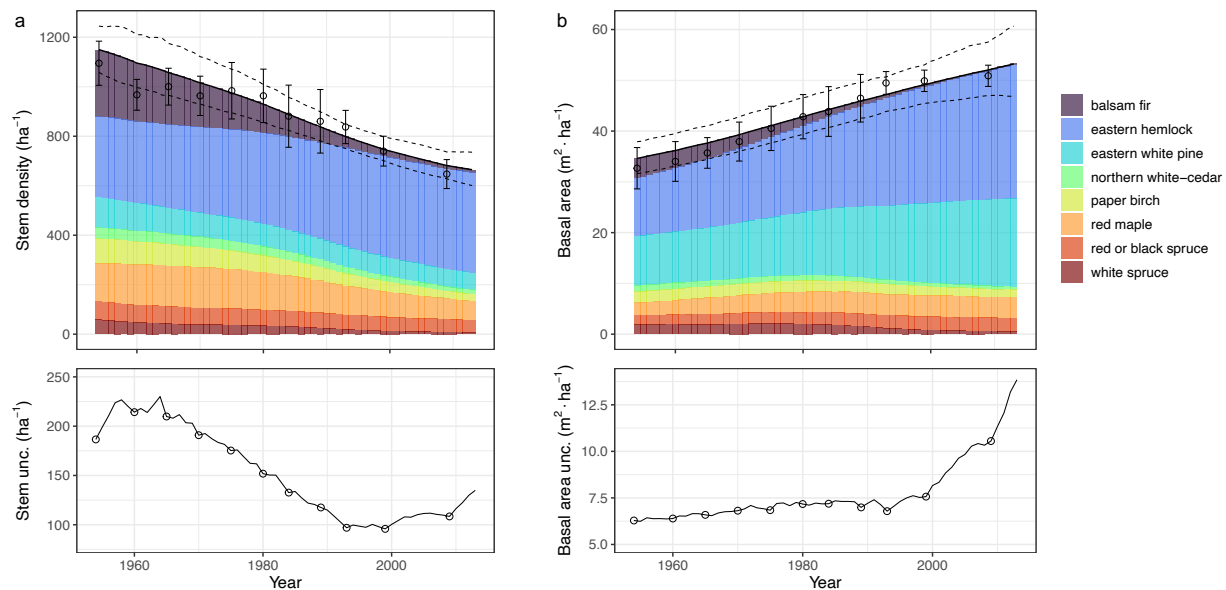 a
Stem density (ha⁻¹)
1200
800
400
0
b
Basal area (m² · ha⁻¹)
60
40
20
0
balsam fir
eastern hemlock
eastern white pine
northern white−cedar
paper birch
red maple
red or black spruce
white spruce
Stem unc. (ha⁻¹)
250
200
150
100
1960
1980
2000
Year
Basal area unc. (m² · ha⁻¹)
12.5
10.0
7.5
5.0
1960
1980
2000
Year